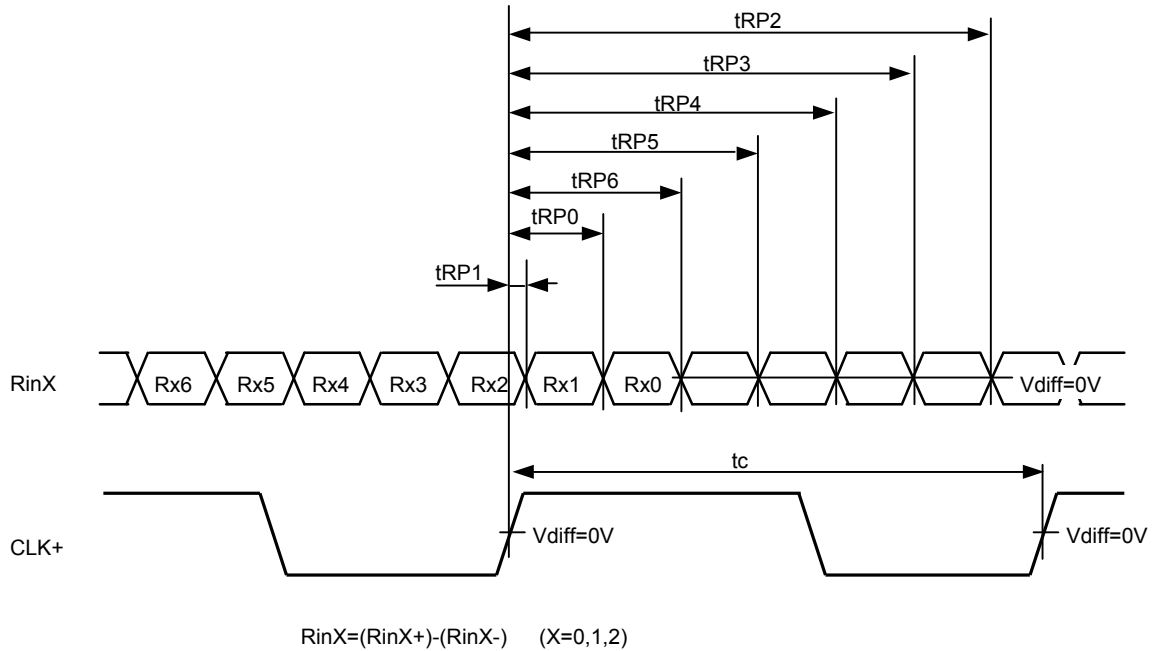 tRP2
tRP3
tRP4
tRP5
tRP6
tRP0
tRP1
RinX Rx6 Rx5 Rx4 Rx3 Rx2 Rx1 Rx0 Vdiff=0V
tc
CLK+ Vdiff=0V Vdiff=0V
RinX=(RinX+)-(RinX-) (X=0,1,2)